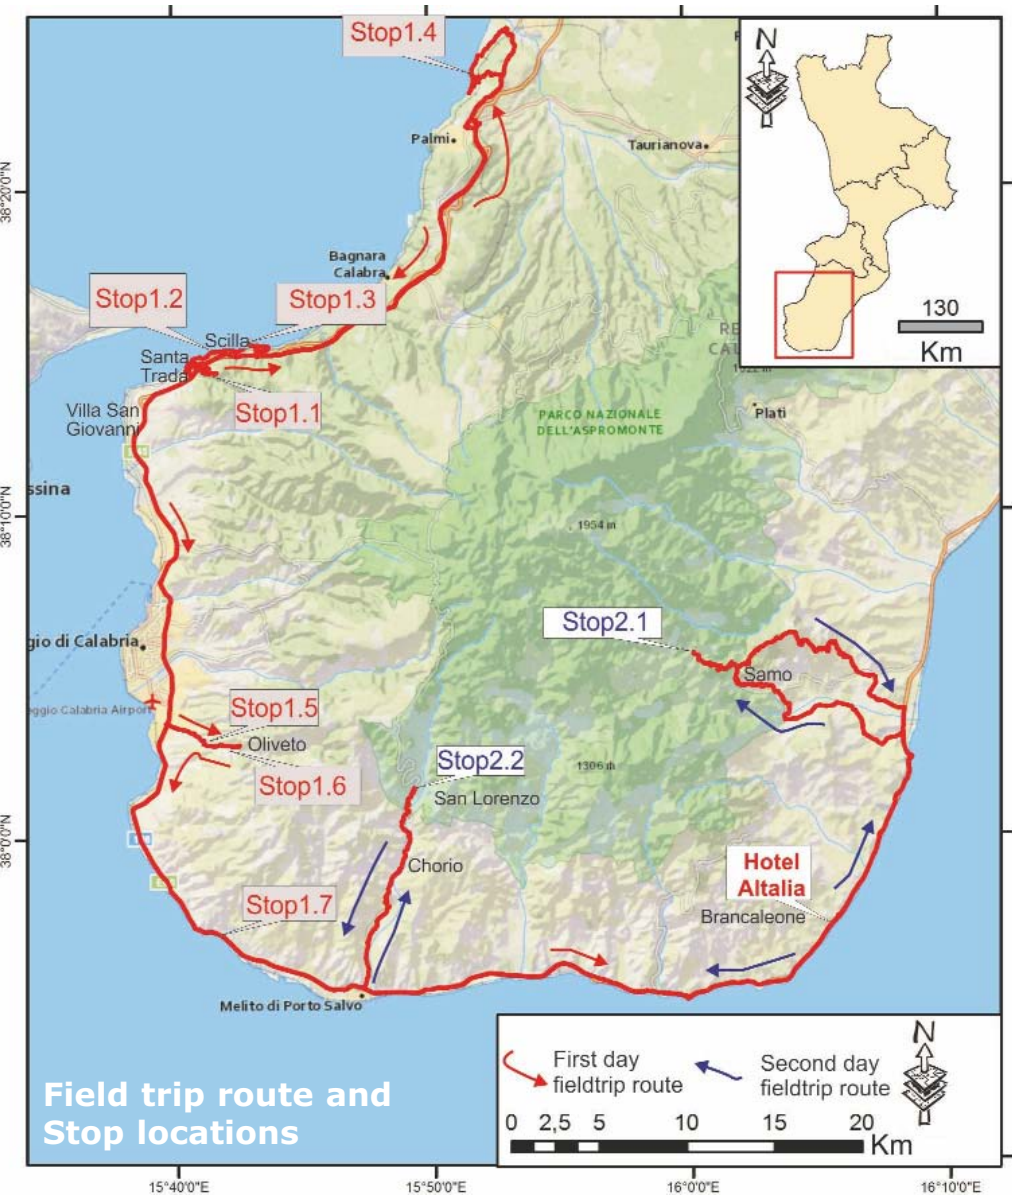 Stop1.4
N
Palmi
Taurianova
38°20'0"N
Bagnara
Calabra
Stop1.2
Stop1.3
130
Km
Scilla
Santa
Trada
Stop1.1
Villa San
Giovanni
Plati
PARCO NAZIONALE
DELL'ASPROMONTE
ssina
38°10'0"N
1954 m
Stop2.1
gio di Calabria
Samo
eggio Calabria Airport
Stop1.5
Oliveto
Stop2.2
1306 m
Stop1.6
San Lorenzo
38°0'0"N
Chorio
Hotel
Altalia
Stop1.7
Brancaleone
Melito di Porto Salvo
First day
fieldtrip route
Second day
fieldtrip route
N
0 2,5 5 10 15 20
Km
Field trip route and
Stop locations
15°40'0"E 15°50'0"E 16°0'0"E 16°10'0"E